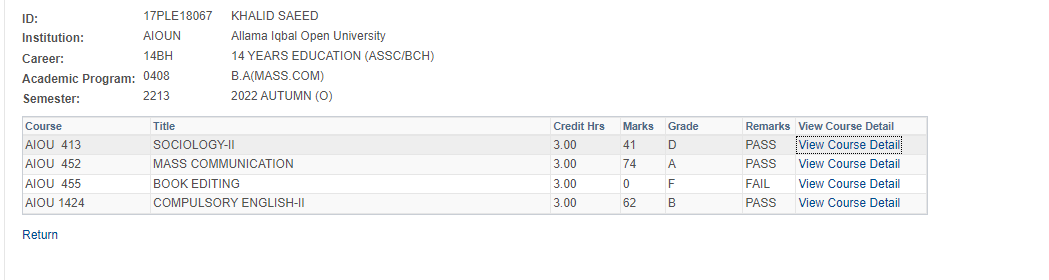 ID: 17PLE18067 KHALID SAEED
Institution: AIOUN Allama Iqbal Open University
Career: 14BH 14 YEARS EDUCATION (ASSC/BCH)
Academic Program: 0408 B.A(MASS.COM)
Semester: 2213 2022 AUTUMN (O)
Course Title Credit Hrs Marks Grade Remarks View Course Detail
AIOU 413 SOCIOLOGY-II 3.00 41 D PASS View Course Detail
AIOU 452 MASS COMMUNICATION 3.00 74 A PASS View Course Detail
AIOU 455 BOOK EDITING 3.00 0 F FAIL View Course Detail
AIOU 1424 COMPULSORY ENGLISH-II 3.00 62 B PASS View Course Detail
Return